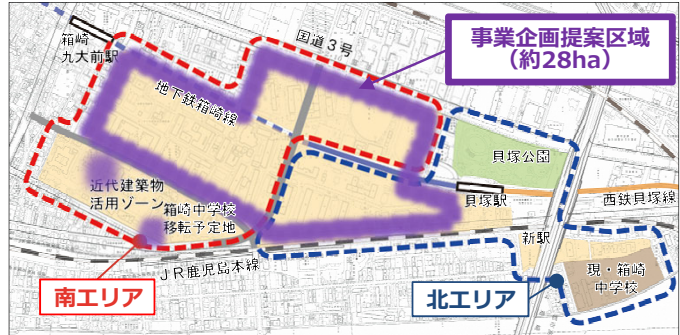 箱崎
九大前駅
国道3号
事業企画提案区域
（約28ha）
地下鉄箱崎線
貝塚公園
近代建築物
活用ゾーン
箱崎中学校
移転予定地
貝塚駅
西鉄貝塚線
新駅
JR鹿児島本線
現・箱崎
中学校
南エリア
北エリア